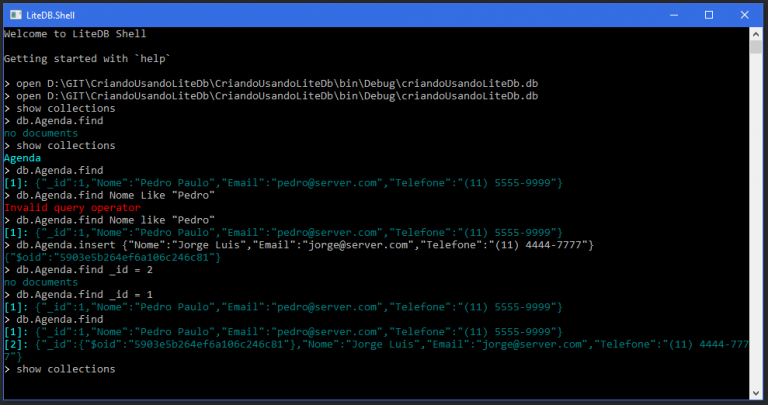 LiteDB.Shell
Welcome to LiteDB Shell
Getting started with `help`
> open D:\GIT\CriandoUsandoLiteDb\CriandoUsandoLiteDb\bin\Debug\criandoUsandoLiteDb.db
> open D:\GIT\CriandoUsandoLiteDb\CriandoUsandoLiteDb\bin\Debug\criandoUsandoLiteDb.db
> show collections
> db.Agenda.find
no documents
> show collections
Agenda
> db.Agenda.find
[1]: {"_id":1,"Nome":"Pedro Paulo","Email":"pedro@server.com","Telefone":"(11) 5555-9999"}
> db.Agenda.find Nome Like "Pedro"
Invalid query operator
> db.Agenda.find Nome like "Pedro"
[1]: {"_id":1,"Nome":"Pedro Paulo","Email":"pedro@server.com","Telefone":"(11) 5555-9999"}
> db.Agenda.insert {"Nome":"Jorge Luis","Email":"jorge@server.com","Telefone":"(11) 4444-7777"}
{"$oid":"5903e5b264ef6a106c246c81"}
> db.Agenda.find _id = 2
no documents
> db.Agenda.find _id = 1
[1]: {"_id":1,"Nome":"Pedro Paulo","Email":"pedro@server.com","Telefone":"(11) 5555-9999"}
> db.Agenda.find
[1]: {"_id":1,"Nome":"Pedro Paulo","Email":"pedro@server.com","Telefone":"(11) 5555-9999"}
[2]: {"_id":{"$oid":"5903e5b264ef6a106c246c81"},"Nome":"Jorge Luis","Email":"jorge@server.com","Telefone":"(11) 4444-777
7"}
> show collections